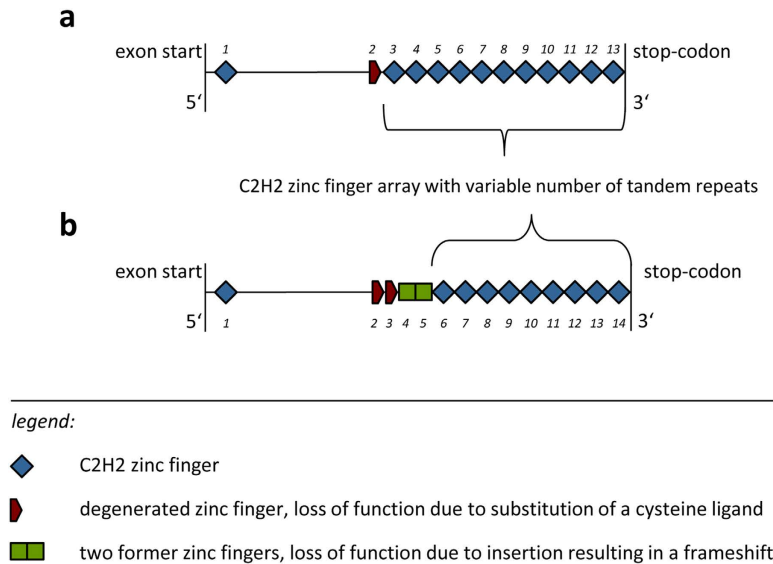 a
exon start
1 2 3 4 5 6 7 8 9 10 11 12 13
stop-codon
5‘
3‘
C2H2 zinc finger array with variable number of tandem repeats
b
exon start
stop-codon
5‘
1 2 3 4 5 6 7 8 9 10 11 12 13 14
3‘
legend:
C2H2 zinc finger
degenerated zinc finger, loss of function due to substitution of a cysteine ligand
two former zinc fingers, loss of function due to insertion resulting in a frameshift